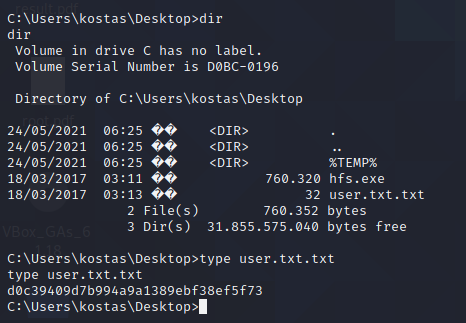 C:\Users\kostas\Desktop>dir
dir
 Volume in drive C has no label.
 Volume Serial Number is D0BC-0196

 Directory of C:\Users\kostas\Desktop

24/05/2021  06:25 ��    <DIR>          .
24/05/2021  06:25 ��    <DIR>          ..
24/05/2021  06:25 ��    <DIR>          %TEMP%
18/03/2017  03:11 ��           760.320 hfs.exe
18/03/2017  03:13 ��                32 user.txt.txt
               2 File(s)        760.352 bytes
               3 Dir(s)  31.855.575.040 bytes free

C:\Users\kostas\Desktop>type user.txt.txt
type user.txt.txt
d0c39409d7b994a9a1389ebf38ef5f73
C:\Users\kostas\Desktop>